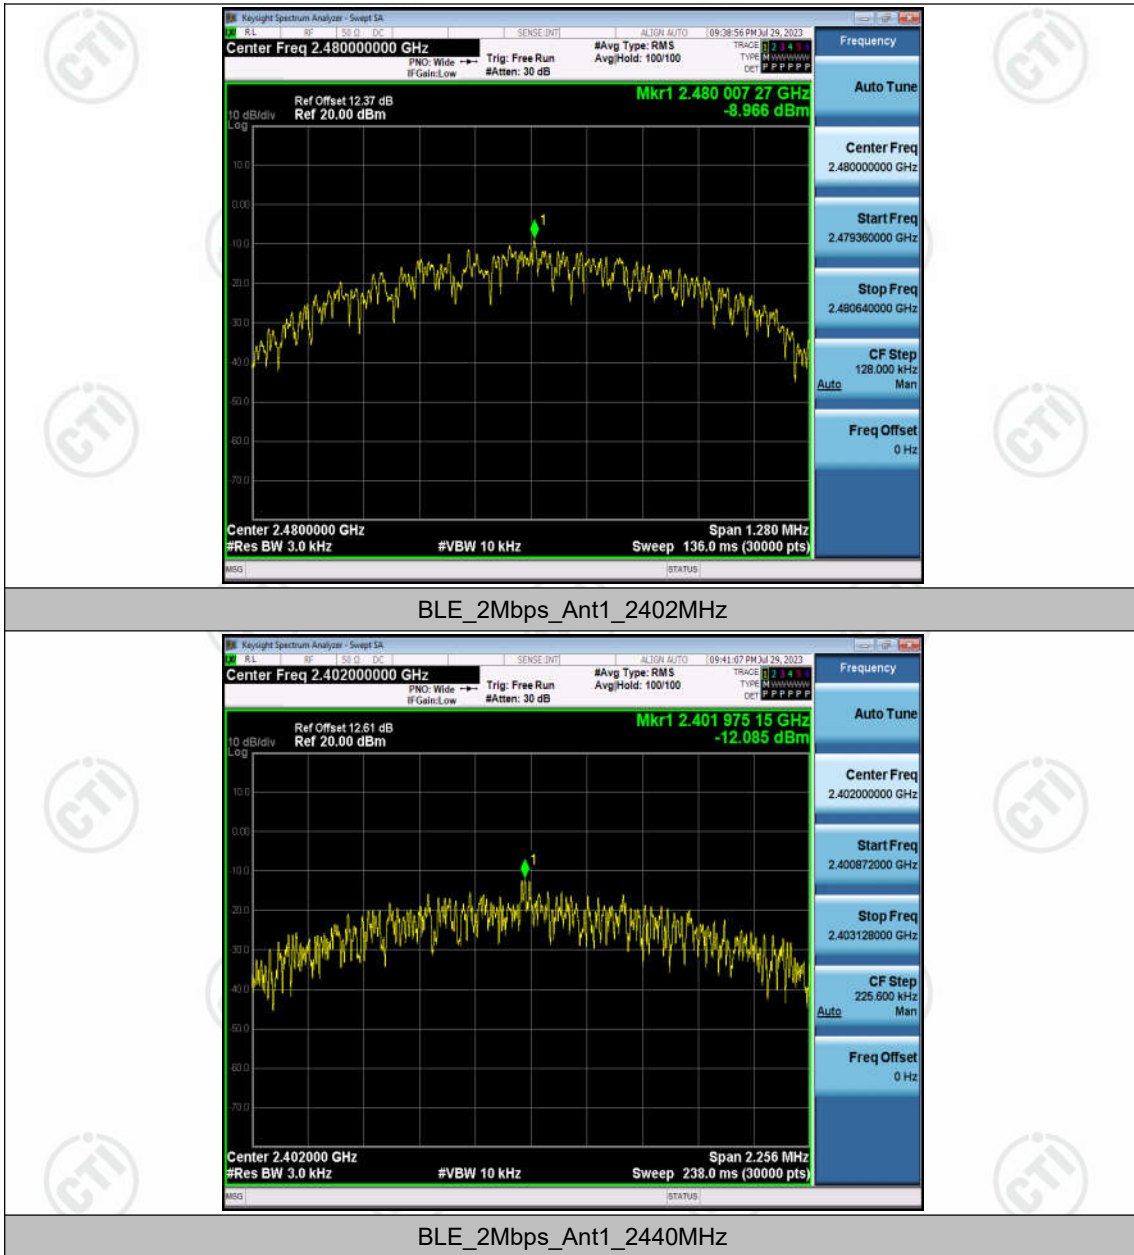 Keysight Spectrum Analyzer - Swept SA
RL RF 50 Ω DC SENSE:INT ALIGN AUTO 09:38:56 PM Jul 29, 2023
Center Freq 2.480000000 GHz
PNO: Wide
IFGain:Low
Trig: Free Run
#Atten: 30 dB
#Avg Type: RMS
Avg|Hold: 100/100
TRACE 1 2 3 4 5 6
TYPE M WWWWW
DET P P P P P P
Ref Offset 12.37 dB
10 dB/div Ref 20.00 dBm
Log
Mkr1 2.480 007 27 GHz
-8.966 dBm
10.0
0.00
-10.0
-20.0
-30.0
-40.0
-50.0
-60.0
-70.0
1
Center 2.4800000 GHz Span 1.280 MHz
#Res BW 3.0 kHz #VBW 10 kHz Sweep 136.0 ms (30000 pts)
MSG STATUS
Frequency
Auto Tune
Center Freq
2.480000000 GHz
Start Freq
2.479360000 GHz
Stop Freq
2.480640000 GHz
CF Step
128.000 kHz
Auto Man
Freq Offset
0 Hz
BLE_2Mbps_Ant1_2402MHz
Keysight Spectrum Analyzer - Swept SA
RL RF 50 Ω DC SENSE:INT ALIGN AUTO 09:41:07 PM Jul 29, 2023
Center Freq 2.402000000 GHz
PNO: Wide
IFGain:Low
Trig: Free Run
#Atten: 30 dB
#Avg Type: RMS
Avg|Hold: 100/100
TRACE 1 2 3 4 5 6
TYPE M WWWWW
DET P P P P P P
Ref Offset 12.61 dB
10 dB/div Ref 20.00 dBm
Log
Mkr1 2.401 975 15 GHz
-12.085 dBm
10.0
0.00
-10.0
-20.0
-30.0
-40.0
-50.0
-60.0
-70.0
1
Center 2.402000 GHz Span 2.256 MHz
#Res BW 3.0 kHz #VBW 10 kHz Sweep 238.0 ms (30000 pts)
MSG STATUS
Frequency
Auto Tune
Center Freq
2.402000000 GHz
Start Freq
2.400872000 GHz
Stop Freq
2.403128000 GHz
CF Step
225.600 kHz
Auto Man
Freq Offset
0 Hz
BLE_2Mbps_Ant1_2440MHz
CTI
CTI
CTI
CTI
CTI
CTI
CTI
CTI